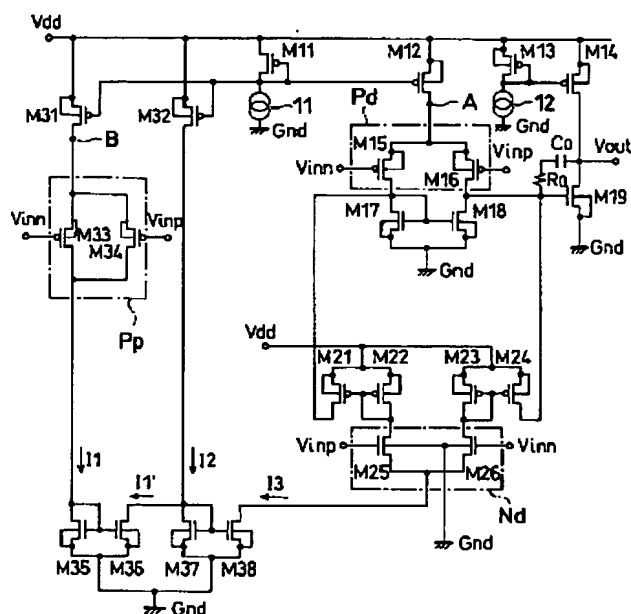 Vdd
M11 M12 M13 M14
M31 M32 11 Pd A 12
Gnd Gnd
B M15 Co Vout
Vinn Vinp
M16 Ro
Vinn Vinp M17 M18 M19
M33
M34
Gnd Gnd
Pp
Vdd
M21 M22 M23 M24
Vinp Vinn
I1 I1' I2 I3 M25 M26
Nd
Gnd
M35 M36 M37 M38
Gnd